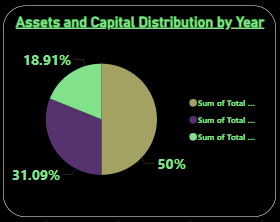 Assets and Capital Distribution by Year
18.91%
Sum of Total ...
Sum of Total ...
Sum of Total ...
31.09%
50%